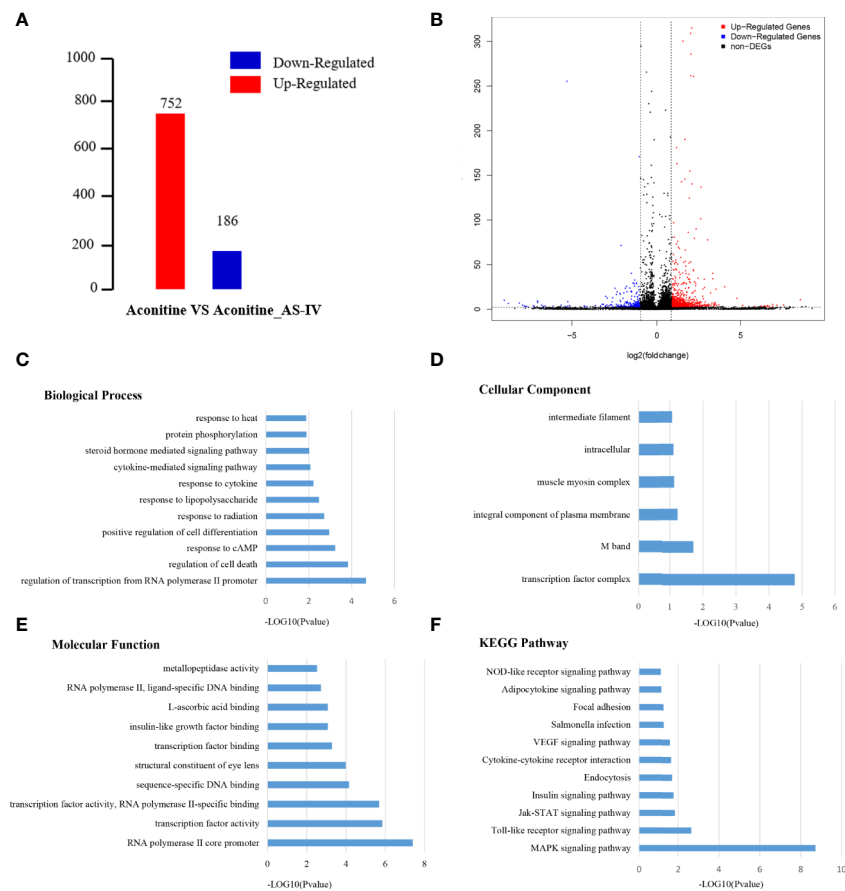 A
1000
800
600
400
200
0
752
186
Down-Regulated
Up-Regulated
Aconitine VS Aconitine_AS-IV
B
Up-Regulated Genes
Down-Regulated Genes
non-DEGs
300
250
200
150
100
50
0
−5
0
5
log2(foldchange)
C
Biological Process
response to heat
protein phosphorylation
steroid hormone mediated signaling pathway
cytokine-mediated signaling pathway
response to cytokine
response to lipopolysaccharide
response to radiation
positive regulation of cell differentiation
response to cAMP
regulation of cell death
regulation of transcription from RNA polymerase II promoter
0 2 4 6
-LOG10(Pvalue)
D
Cellular Component
intermediate filament
intracellular
muscle myosin complex
integral component of plasma membrane
M band
transcription factor complex
0 1 2 3 4 5 6
-LOG10(Pvalue)
E
Molecular Function
metallopeptidase activity
RNA polymerase II, ligand-specific DNA binding
L-ascorbic acid binding
insulin-like growth factor binding
transcription factor binding
structural constituent of eye lens
sequence-specific DNA binding
transcription factor activity, RNA polymerase II-specific binding
transcription factor activity
RNA polymerase II core promoter
0 2 4 6 8
-LOG10(Pvalue)
F
KEGG Pathway
NOD-like receptor signaling pathway
Adipocytokine signaling pathway
Focal adhesion
Salmonella infection
VEGF signaling pathway
Cytokine-cytokine receptor interaction
Endocytosis
Insulin signaling pathway
Jak-STAT signaling pathway
Toll-like receptor signaling pathway
MAPK signaling pathway
0 2 4 6 8 10
-LOG10(Pvalue)